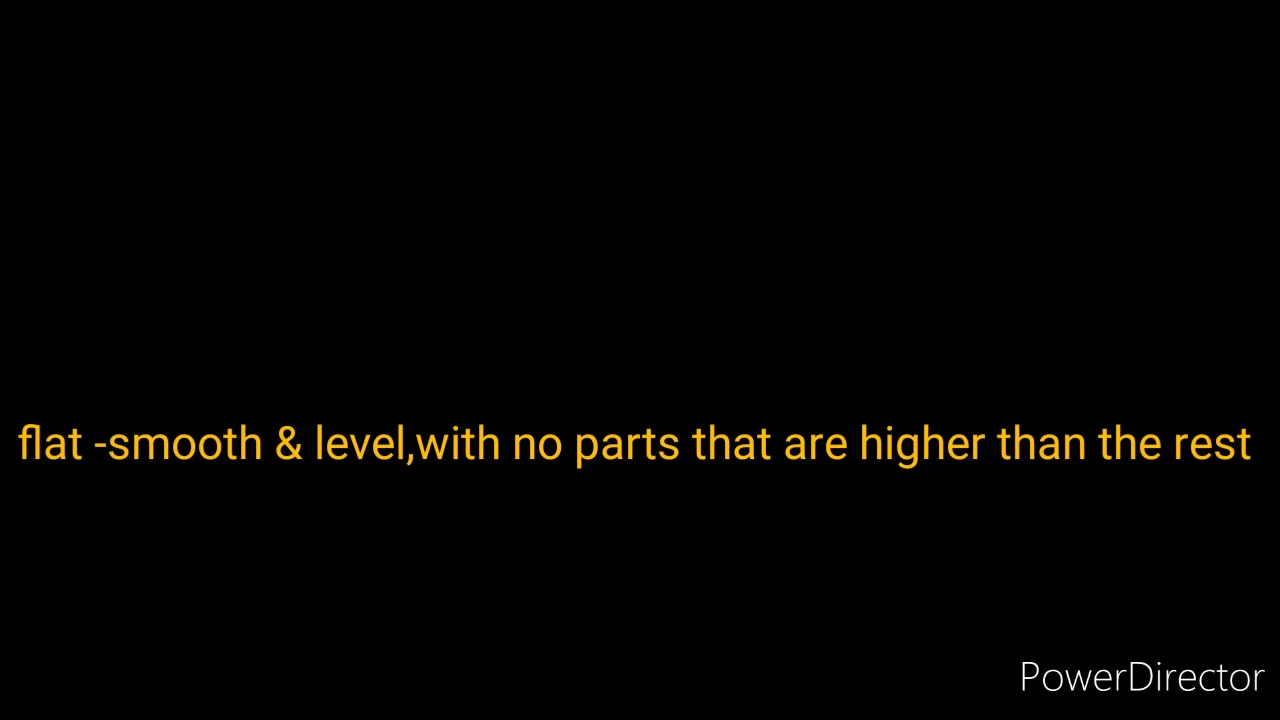 flat -smooth & level,with no parts that are higher than the rest
PowerDirector